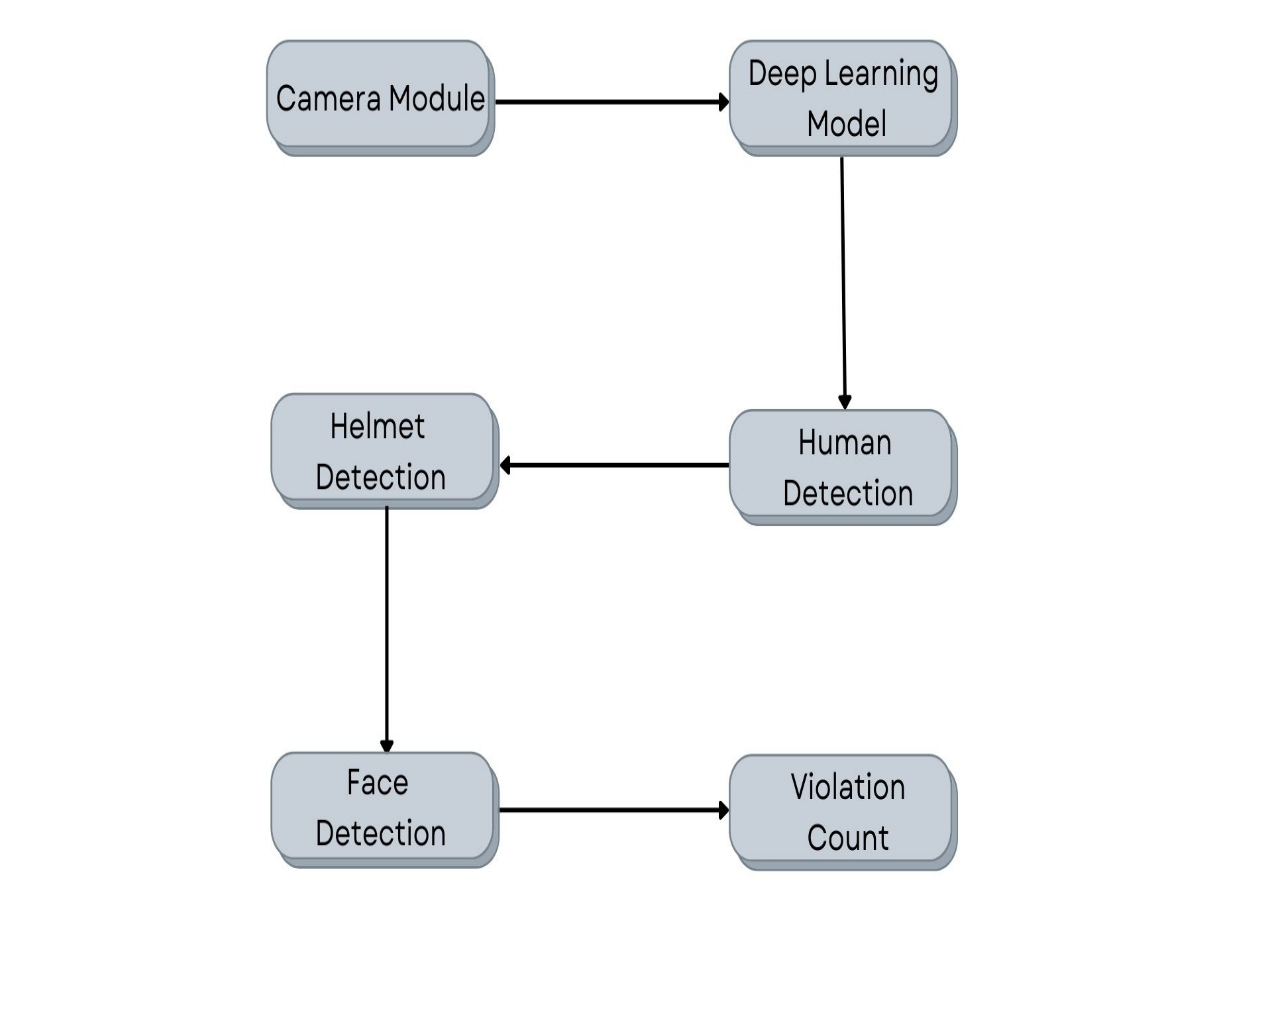 Camera Module
Deep Learning
Model
Helmet
Detection
Human
Detection
Face
Detection
Violation
Count